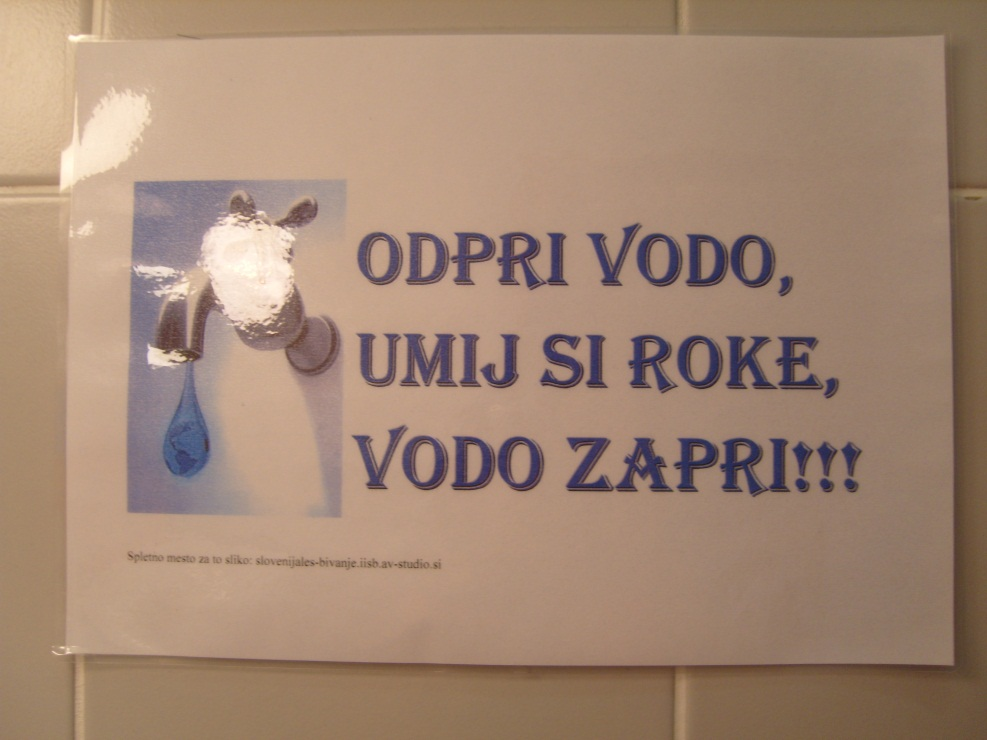 ODPRI VODO,
UMIJ SI ROKE,
VODO ZAPRI!!!
Spletno mesto za to sliko: slovenijales-bivanje.iisb.av-studio.si